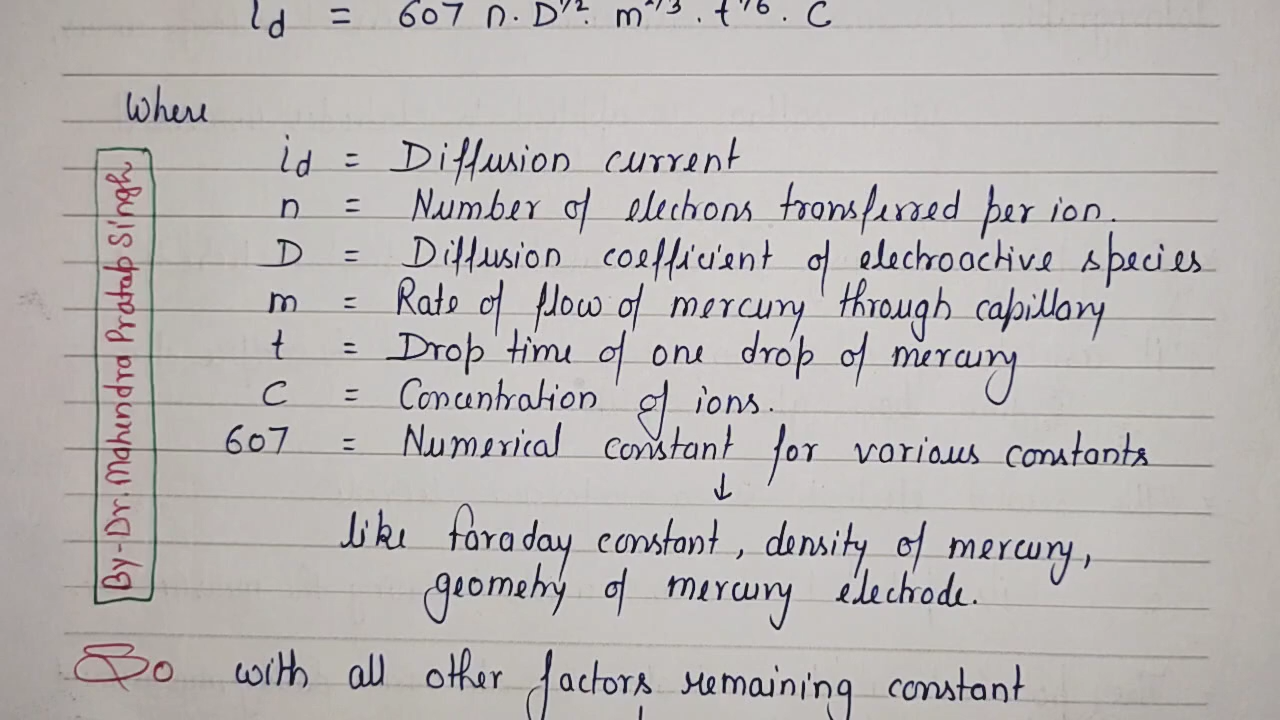 id = 607 n. D^1/2. m^2/3. t^1/6. C
Where
id = Diffusion current
n = Number of electrons transferred per ion.
D = Diffusion coefficient of electroactive species
m = Rate of flow of mercury through capillary
t = Drop time of one drop of mercury
C = Concentration of ions.
607 = Numerical constant for various constants
↓
like faraday constant, density of mercury,
geometry of mercury electrode.
So with all other factors remaining constant
By-Dr. Mahendra Pratap Singh